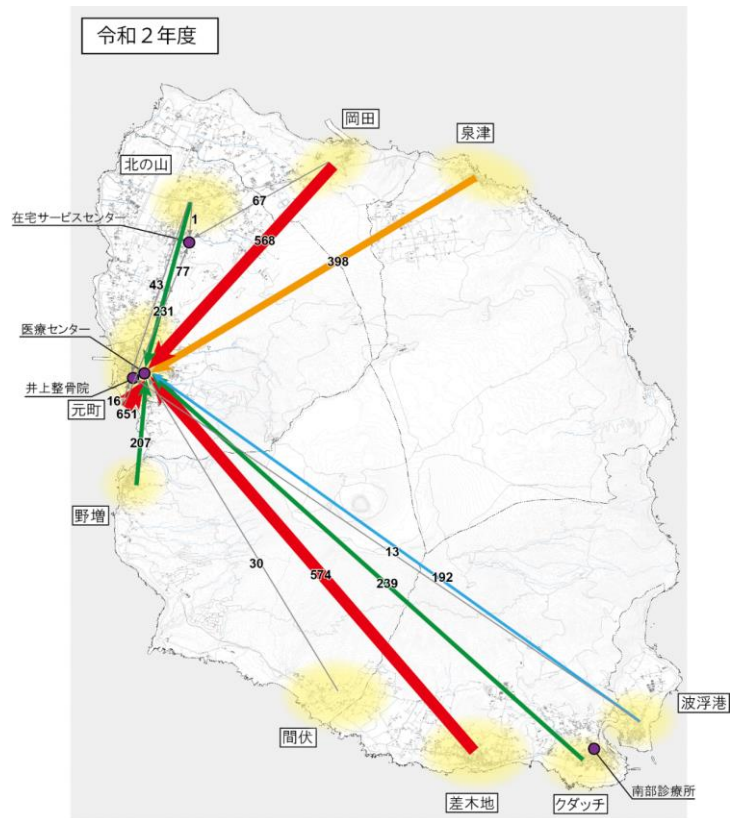 令和２年度
岡田
泉津
北の山
67
在宅サービスセンター
1
568
398
77
43
231
医療センター
井上整骨院
16
元町
651
207
野増
13
30
574
239
192
波浮港
間伏
差木地
クダッチ
南部診療所